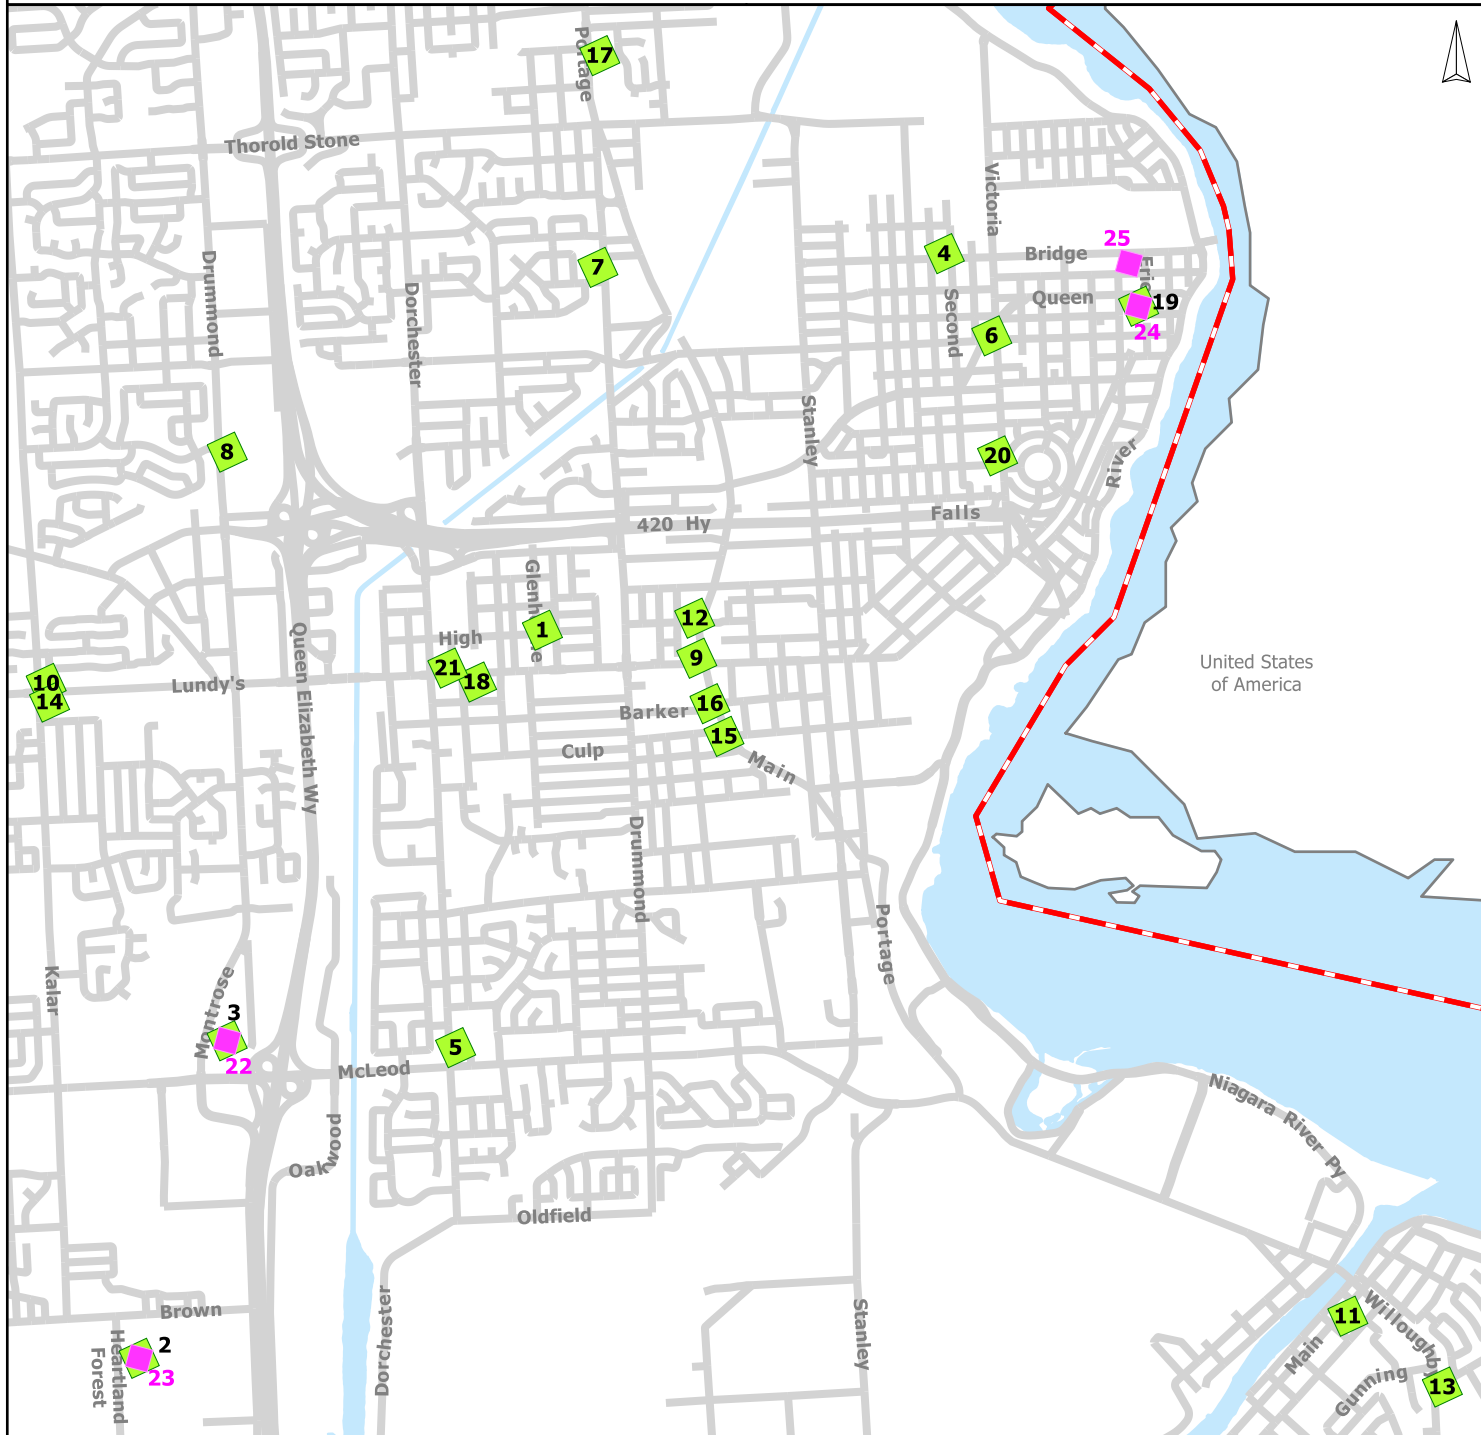 Portage
17
Thorold Stone
Victoria
25
4
Bridge
Erie
7
Drummond
Dorchester
Second
Queen
19
24
6
Stanley
8
20
River
Falls
420 Hy
Glenholme
12
1
High
9
21
18
10
14
Lundy's
Queen Elizabeth Wy
United States
of America
16
Barker
15
Culp
Main
Drummond
Portage
Kalar
Montrose
3
22
McLeod
5
Niagara River Py
Oakwood
Oldfield
Brown
Heartland
Forest
2
23
Dorchester
Stanley
11
Willoughby
Main
Gunning
13